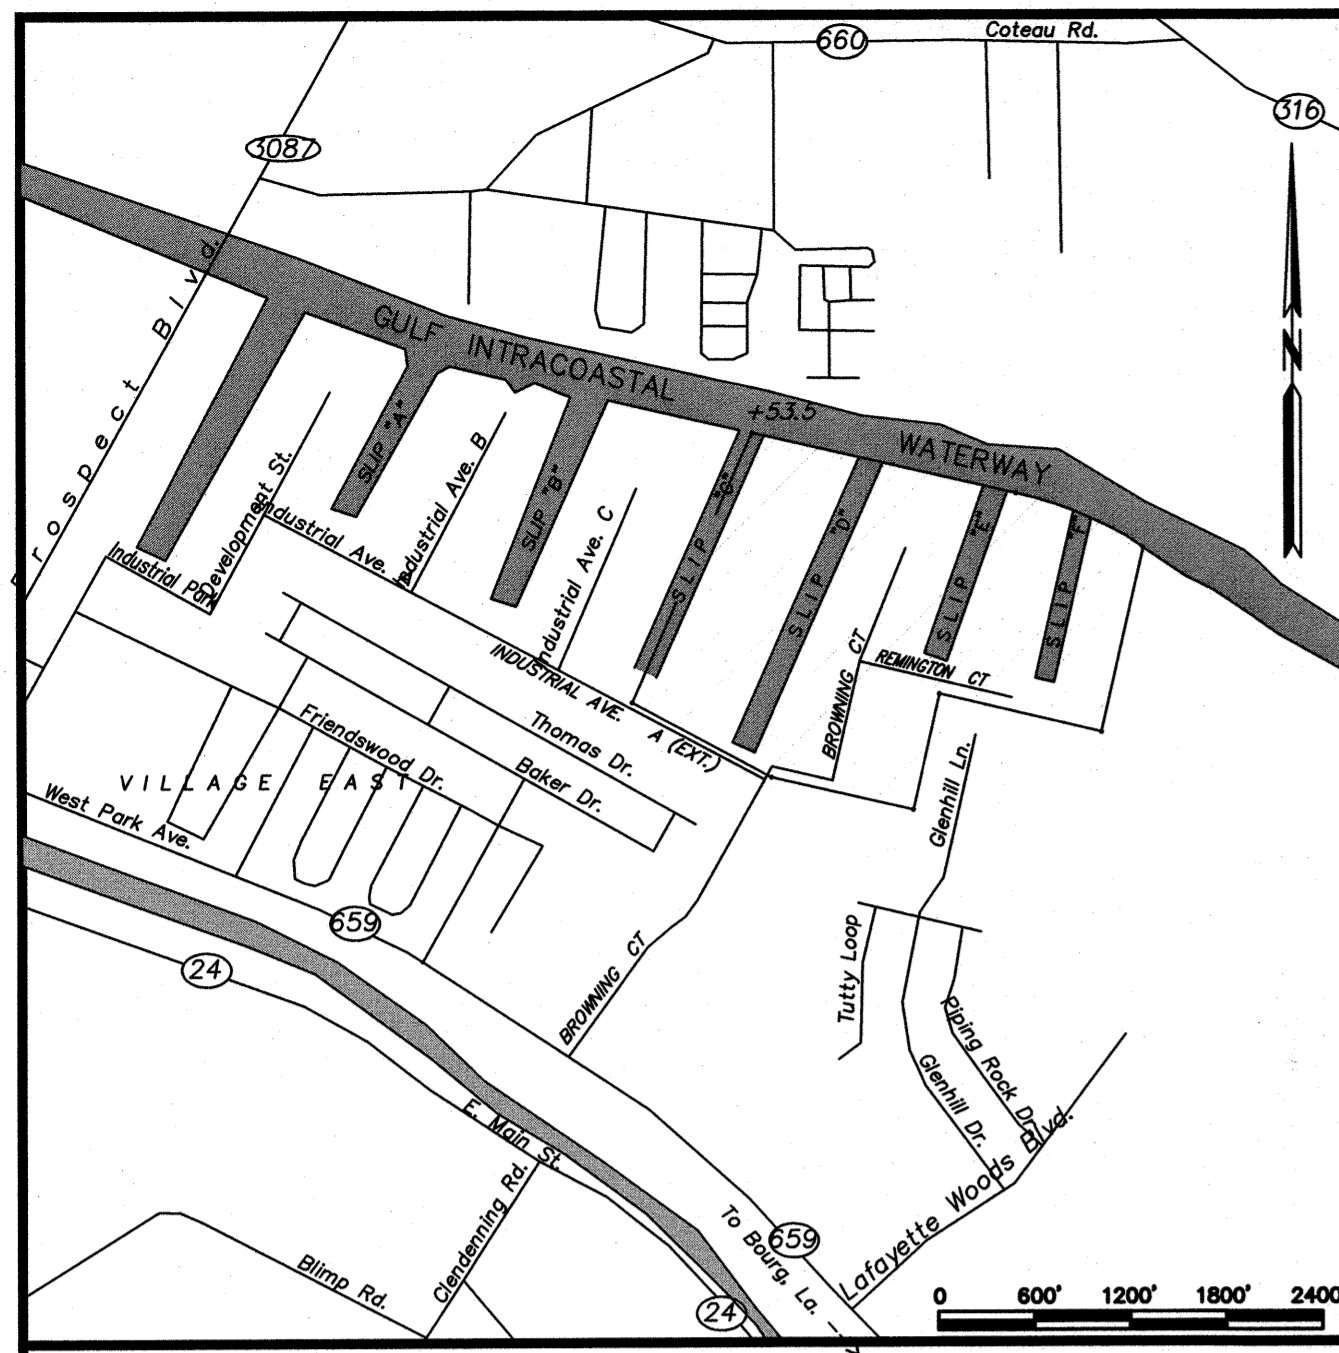 Coteau Rd.
660
316
3087
Prospect Blvd.
GULF INTRACOASTAL WATERWAY
+53.5
N
SLIP "A"
SLIP "B"
SLIP "C"
SLIP "D"
SLIP "E"
SLIP "F"
Development St.
Industrial Park
Industrial Ave.
Industrial Ave. B
Industrial Ave. C
INDUSTRIAL AVE. A (EXT.)
BROWNING CT
REMINGTON CT
Thomas Dr.
Baker Dr.
Friendswood Dr.
VILLAGE EAST
West Park Ave.
Glenhill Ln.
659
24
BROWNING CT
Tutty Loop
Piping Rock Dr.
Glenhill Dr.
Lafayette Woods Blvd.
E. Main St.
Clendenning Rd.
Blimp Rd.
To Bourg, La.
659
24
0 600' 1200' 1800' 2400